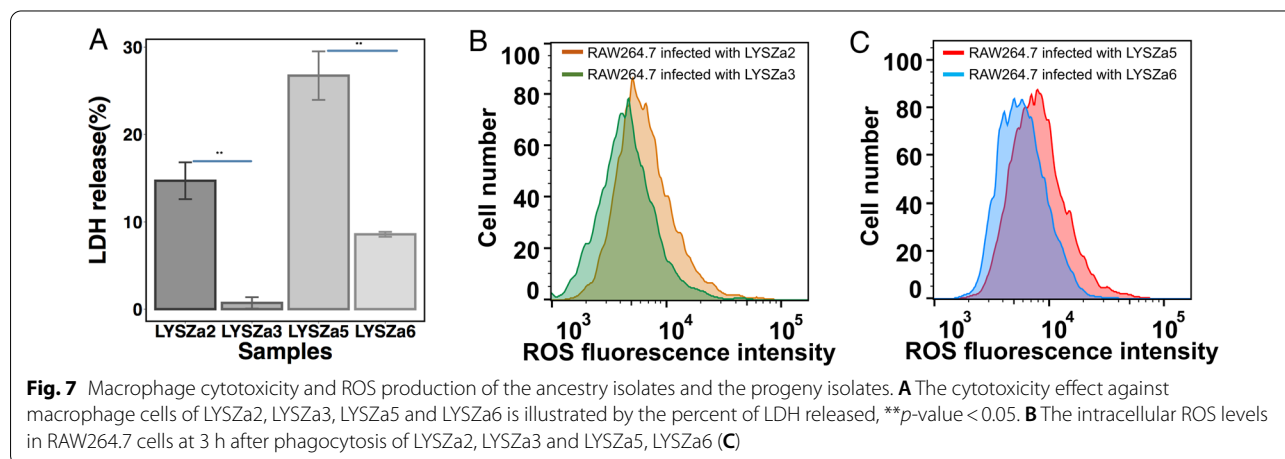 A
LDH release(%)
30
20
10
0
**
**
LYSZa2 LYSZa3 LYSZa5 LYSZa6
Samples
B
Cell number
100
80
60
40
20
0
RAW264.7 infected with LYSZa2
RAW264.7 infected with LYSZa3
10³ 10⁴ 10⁵
ROS fluorescence intensity
C
Cell number
100
80
60
40
20
0
RAW264.7 infected with LYSZa5
RAW264.7 infected with LYSZa6
10³ 10⁴ 10⁵
ROS fluorescence intensity
Fig. 7 Macrophage cytotoxicity and ROS production of the ancestry isolates and the progeny isolates. A The cytotoxicity effect against
macrophage cells of LYSZa2, LYSZa3, LYSZa5 and LYSZa6 is illustrated by the percent of LDH released, **p-value < 0.05. B The intracellular ROS levels
in RAW264.7 cells at 3 h after phagocytosis of LYSZa2, LYSZa3 and LYSZa5, LYSZa6 (C)